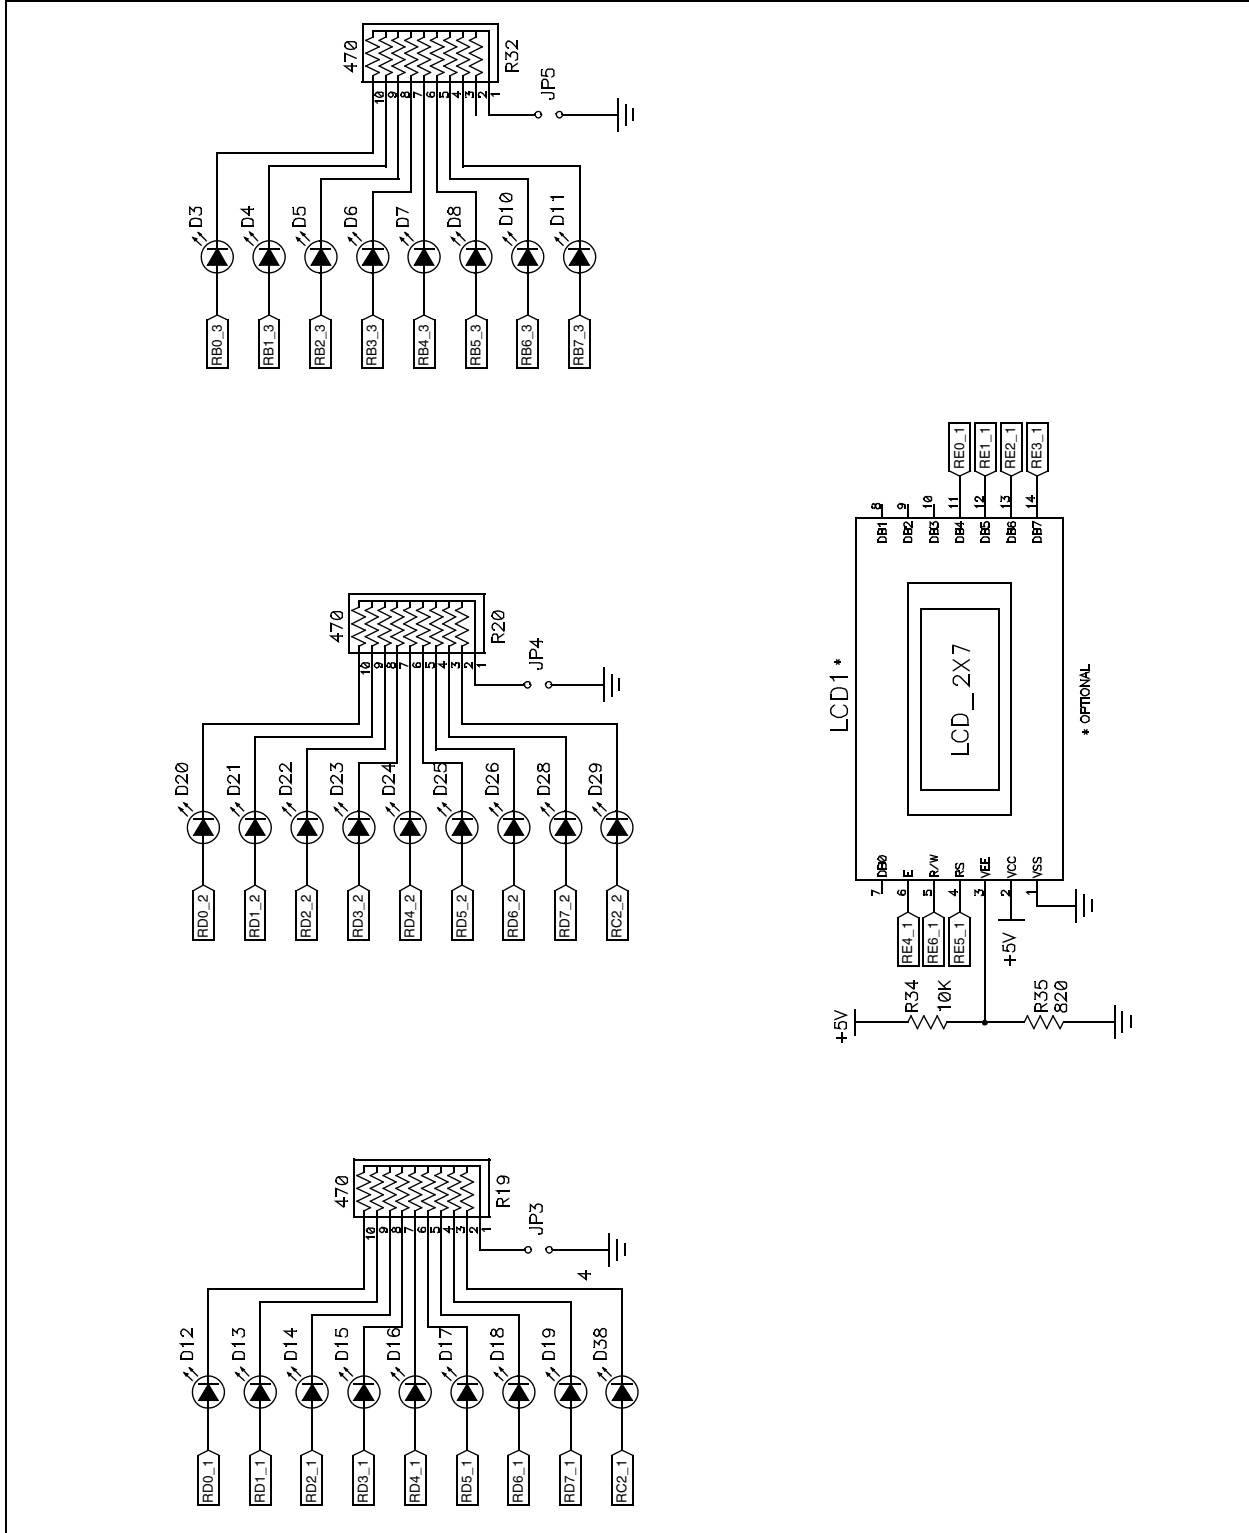 470
R32
10
9
8
7
6
5
4
3
2
1
JP5
D3
D4
D5
D6
D7
D8
D10
D11
RB0_3
RB1_3
RB2_3
RB3_3
RB4_3
RB5_3
RB6_3
RB7_3
470
R20
10
9
8
7
6
5
4
3
2
1
JP4
D20
D21
D22
D23
D24
D25
D26
D28
D29
RD0_2
RD1_2
RD2_2
RD3_2
RD4_2
RD5_2
RD6_2
RD7_2
RC2_2
470
R19
10
9
8
7
6
5
4
3
2
1
JP3
4
D12
D13
D14
D15
D16
D17
D18
D19
D38
RD0_1
RD1_1
RD2_1
RD3_1
RD4_1
RD5_1
RD6_1
RD7_1
RC2_1
RE0_1
RE1_1
RE2_1
RE3_1
8
9
10
11
12
13
14
DB1
DB2
DB3
DB4
DB5
DB6
DB7
LCD1*
LCD_2X7
* OPTIONAL
DB0
E
R/W
RS
VEE
VCC
VSS
7
6
5
4
3
2
1
RE4_1
RE6_1
RE5_1
+5V
+5V
R34
10K
R35
820